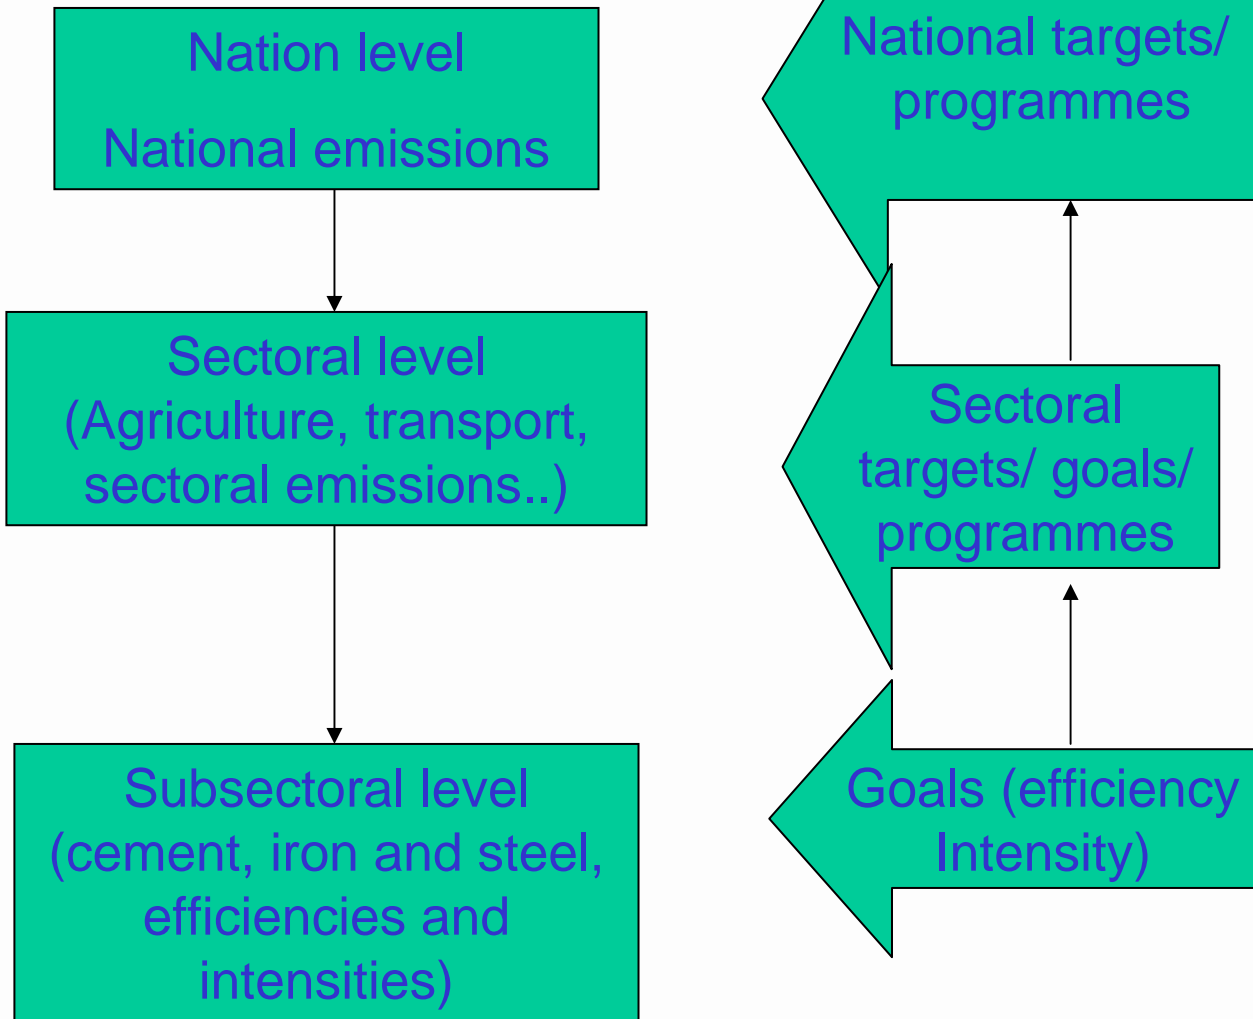 Nation level
National emissions
National targets/
programmes
Sectoral level
(Agriculture, transport,
sectoral emissions..)
Sectoral
targets/ goals/
programmes
Subsectoral level
(cement, iron and steel,
efficiencies and
intensities)
Goals (efficiency
Intensity)